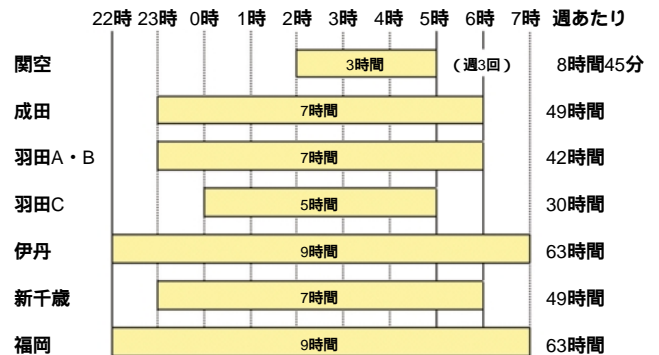 22時 23時 0時 1時 2時 3時 4時 5時 6時 7時 週あたり
関空 3時間 (週3回) 8時間45分
成田 7時間 49時間
羽田A・B 7時間 42時間
羽田C 5時間 30時間
伊丹 9時間 63時間
新千歳 7時間 49時間
福岡 9時間 63時間